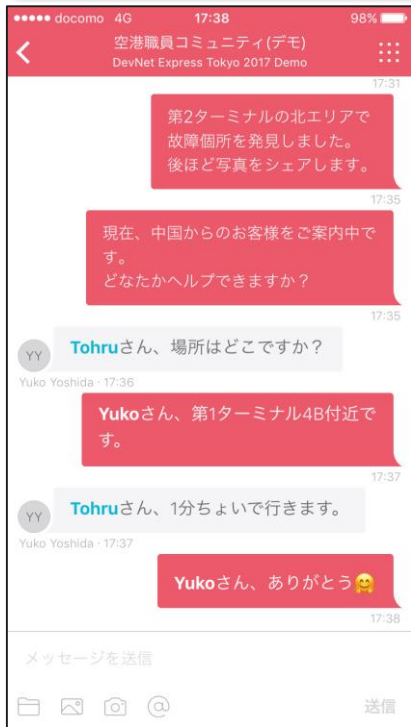 docomo 4G 17:38 98%
空港職員コミュニティ(デモ)
DevNet Express Tokyo 2017 Demo
17:31
第2ターミナルの北エリアで
故障個所を発見しました。
後ほど写真をシェアします。
17:35
現在、中国からのお客様をご案内中で
す。
どなたかヘルプできますか？
17:35
YY
Tohruさん、場所はどこですか？
Yuko Yoshida · 17:36
Yukoさん、第1ターミナル4B付近で
す。
17:37
YY
Tohruさん、1分ちょいで行きます。
Yuko Yoshida · 17:37
Yukoさん、ありがとう🤗
17:38
メッセージを送信
@ 送信